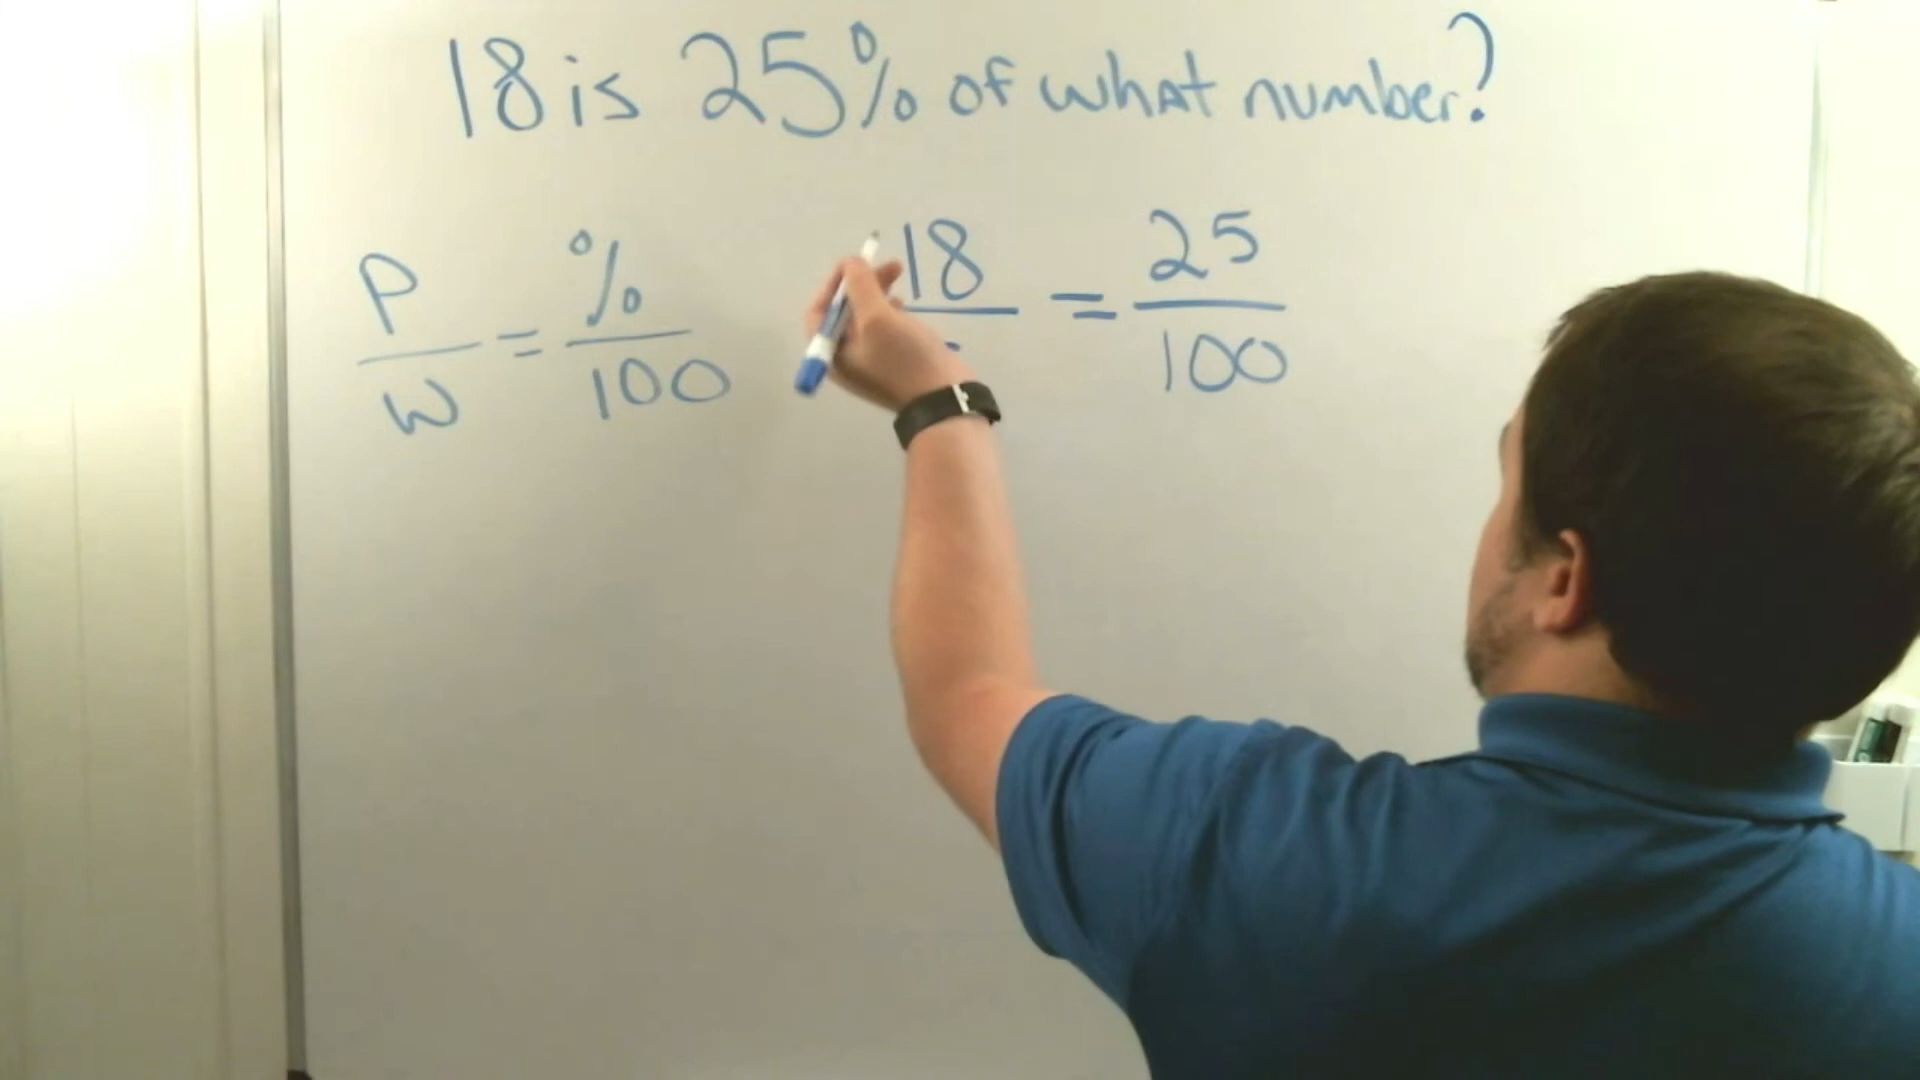 18 is 25% of what number?
P/W = %/100
18/ = 25/100